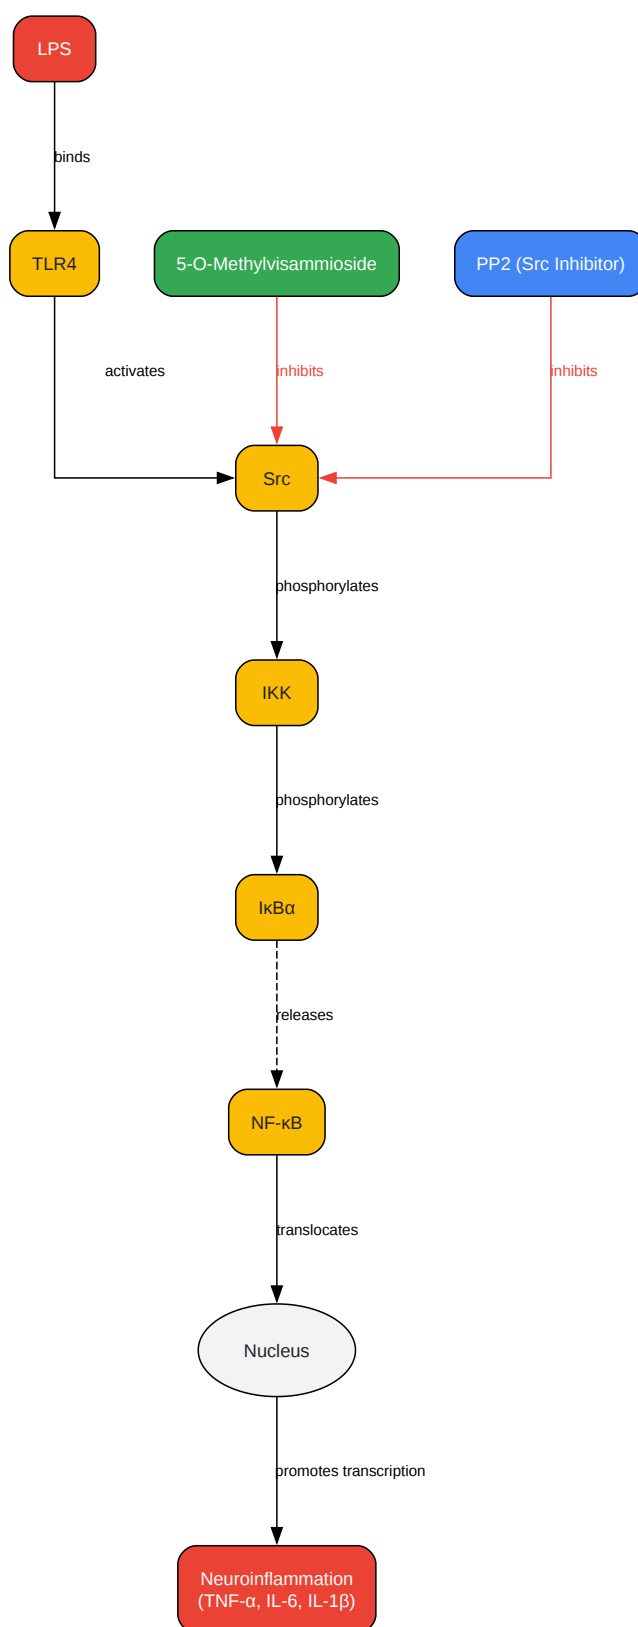 LPS
binds
TLR4
5-O-Methylvisammioside
PP2 (Src Inhibitor)
activates
inhibits
inhibits
Src
phosphorylates
IKK
phosphorylates
IκBα
releases
NF-κB
translocates
Nucleus
promotes transcription
Neuroinflammation
(TNF-α, IL-6, IL-1β)